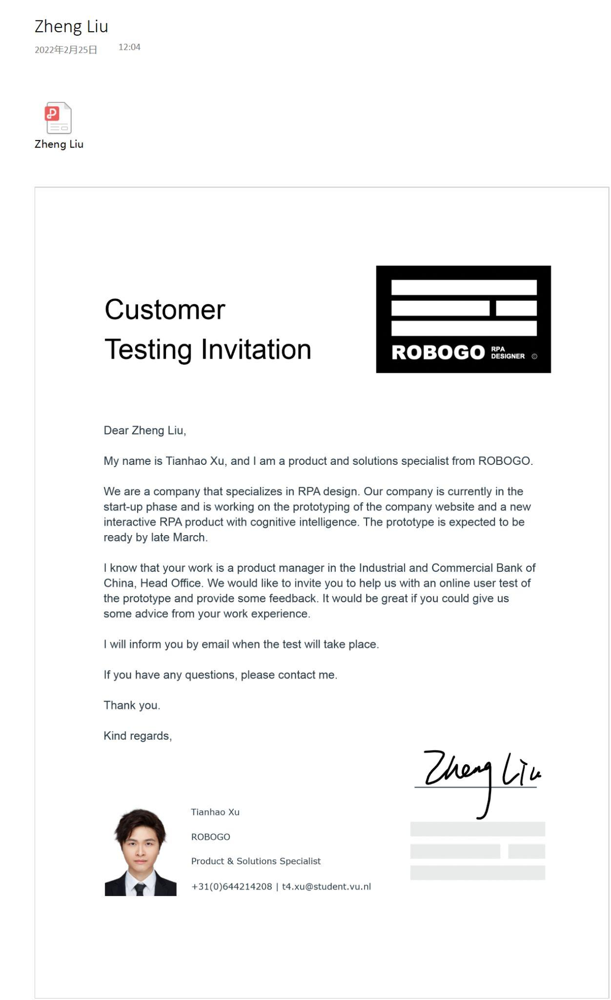 Zheng Liu
2022年2月25日 12:04
Zheng Liu
Customer
Testing Invitation
ROBOGO RPA DESIGNER ©
Dear Zheng Liu,
My name is Tianhao Xu, and I am a product and solutions specialist from ROBOGO.
We are a company that specializes in RPA design. Our company is currently in the
start-up phase and is working on the prototyping of the company website and a new
interactive RPA product with cognitive intelligence. The prototype is expected to be
ready by late March.
I know that your work is a product manager in the Industrial and Commercial Bank of
China, Head Office. We would like to invite you to help us with an online user test of
the prototype and provide some feedback. It would be great if you could give us
some advice from your work experience.
I will inform you by email when the test will take place.
If you have any questions, please contact me.
Thank you.
Kind regards,
Zheng Liu
Tianhao Xu
ROBOGO
Product & Solutions Specialist
+31(0)644214208 | t4.xu@student.vu.nl